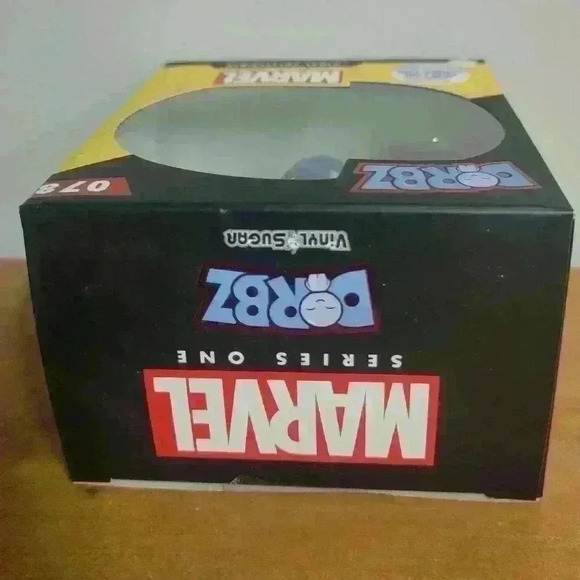 MARVEL
SERIES ONE
DORBZ
Vinyl Sugar
DORBZ
078
MARVEL